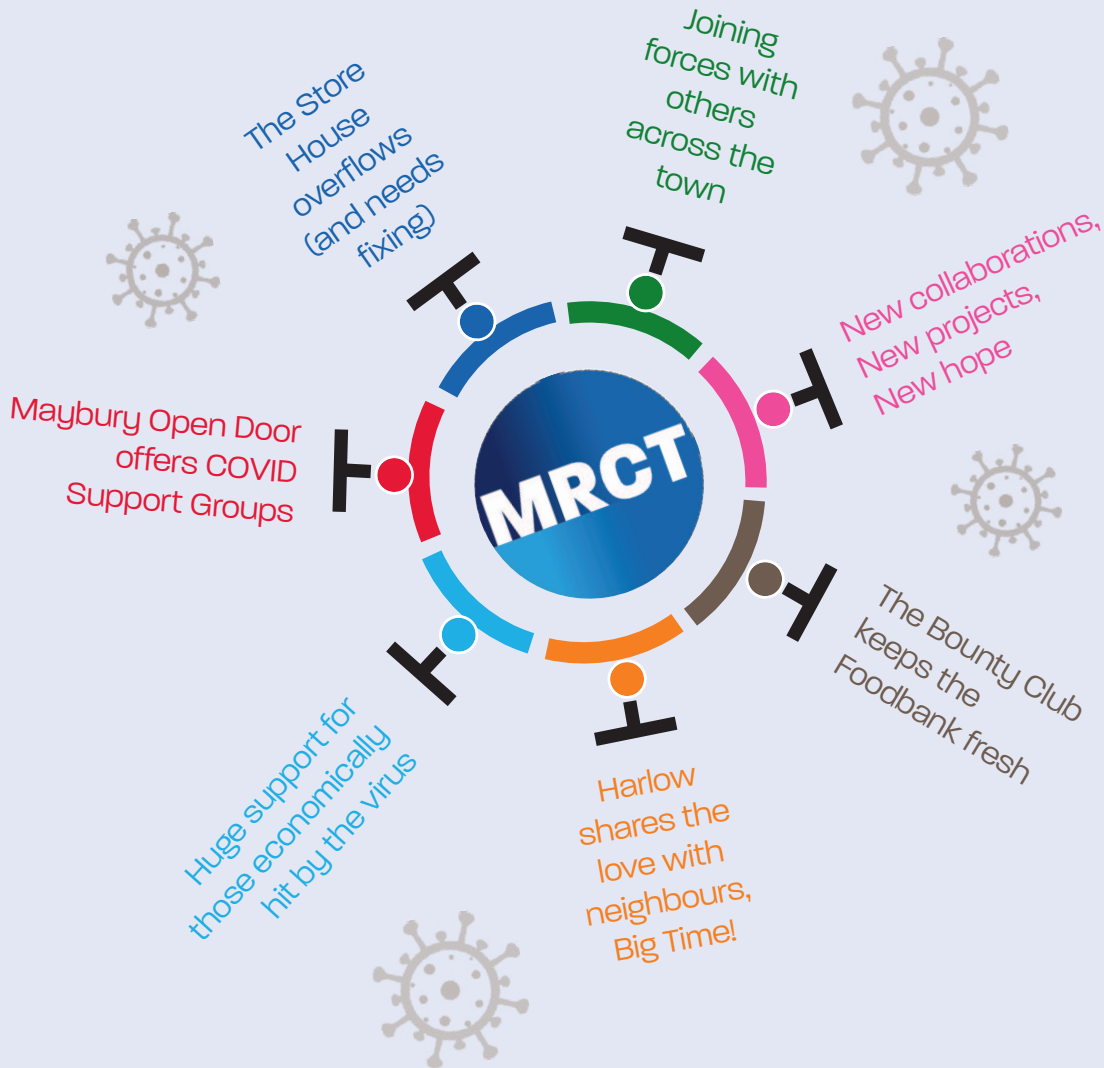 Joining
forces with
others
across the
town
New collaborations,
New projects,
New hope
The Bounty Club
keeps the
Foodbank fresh
Harlow
shares the
love with
neighbours,
Big Time!
Huge support for
those economically
hit by the virus
Maybury Open Door
offers COVID
Support Groups
The Store
House
overflows
(and needs
fixing)
MRCT